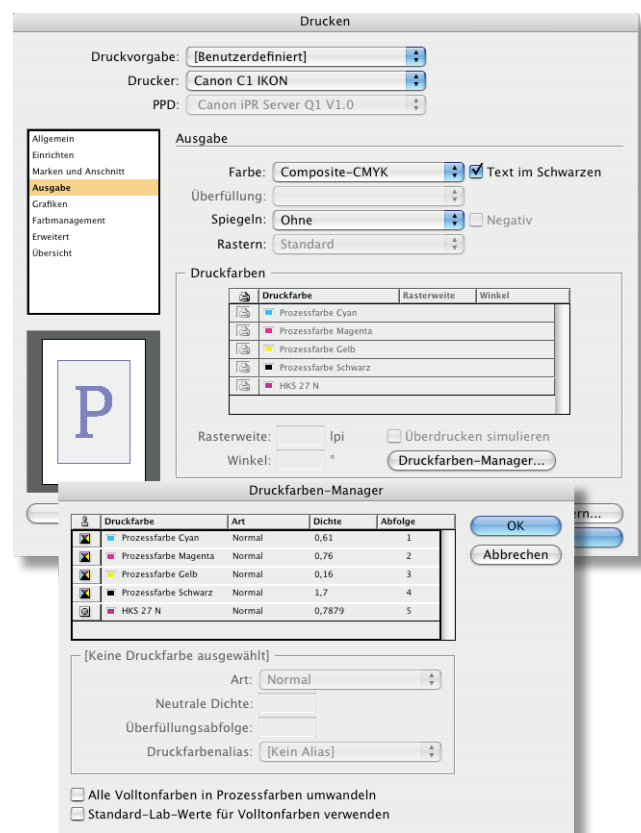 Drucken
Druckvorgabe: [Benutzerdefiniert]
Drucker: Canon C1 IKON
PPD: Canon iPR Server Q1 V1.0
Allgemein
Einrichten
Marken und Anschnitt
Ausgabe
Grafiken
Farbmanagement
Erweitert
Übersicht
Ausgabe
Farbe: Composite-CMYK Text im Schwarzen
Überfüllung:
Spiegeln: Ohne Negativ
Rastern: Standard
Druckfarben
Druckfarbe Rasterweite Winkel
Prozessfarbe Cyan
Prozessfarbe Magenta
Prozessfarbe Gelb
Prozessfarbe Schwarz
HKS 27 N
P
Rasterweite: lpi Überdrucken simulieren
Winkel: ° Druckfarben-Manager...
Druckfarben-Manager
Druckfarbe Art Dichte Abfolge
Prozessfarbe Cyan Normal 0,61 1
Prozessfarbe Magenta Normal 0,76 2
Prozessfarbe Gelb Normal 0,16 3
Prozessfarbe Schwarz Normal 1,7 4
HKS 27 N Normal 0,7879 5
OK
Abbrechen
[Keine Druckfarbe ausgewählt]
Art: Normal
Neutrale Dichte:
Überfüllungsabfolge:
Druckfarbenalias: [Kein Alias]
Alle Volltonfarben in Prozessfarben umwandeln
Standard-Lab-Werte für Volltonfarben verwenden